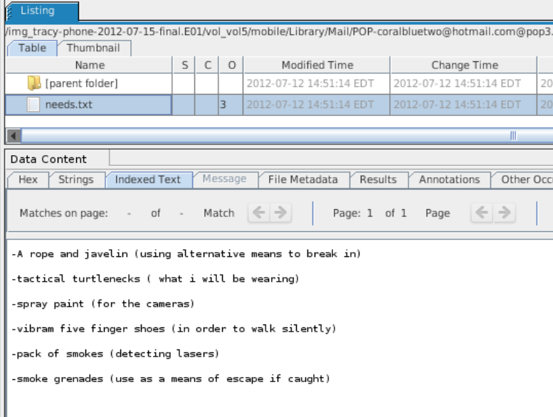 Listing
/img_tracy-phone-2012-07-15-final.E01/vol_vol5/mobile/Library/Mail/POP-coralbluetwo@hotmail.com@pop3.
Table Thumbnail
Name S C O Modified Time Change Time
[parent folder] 2012-07-12 14:51:14 EDT 2012-07-12 14:51:14 EDT 20
needs.txt 3 2012-07-12 14:51:14 EDT 2012-07-12 14:51:14 EDT 20
Data Content
Hex Strings Indexed Text Message File Metadata Results Annotations Other Occ
Matches on page: - of - Match Page: 1 of 1 Page
-A rope and javelin (using alternative means to break in)
-tactical turtlenecks ( what i will be wearing)
-spray paint (for the cameras)
-vibram five finger shoes (in order to walk silently)
-pack of smokes (detecting lasers)
-smoke grenades (use as a means of escape if caught)